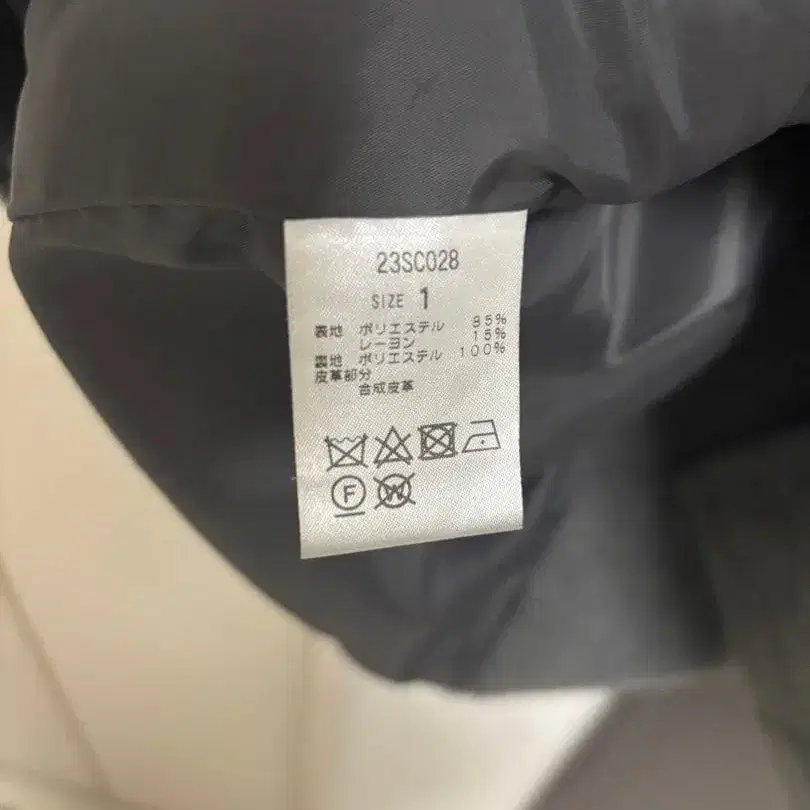 23SC028
SIZE 1
表地 ポリエステル 85%
レーヨン 15%
裏地 ポリエステル 100%
皮革部分
合成皮革
F W